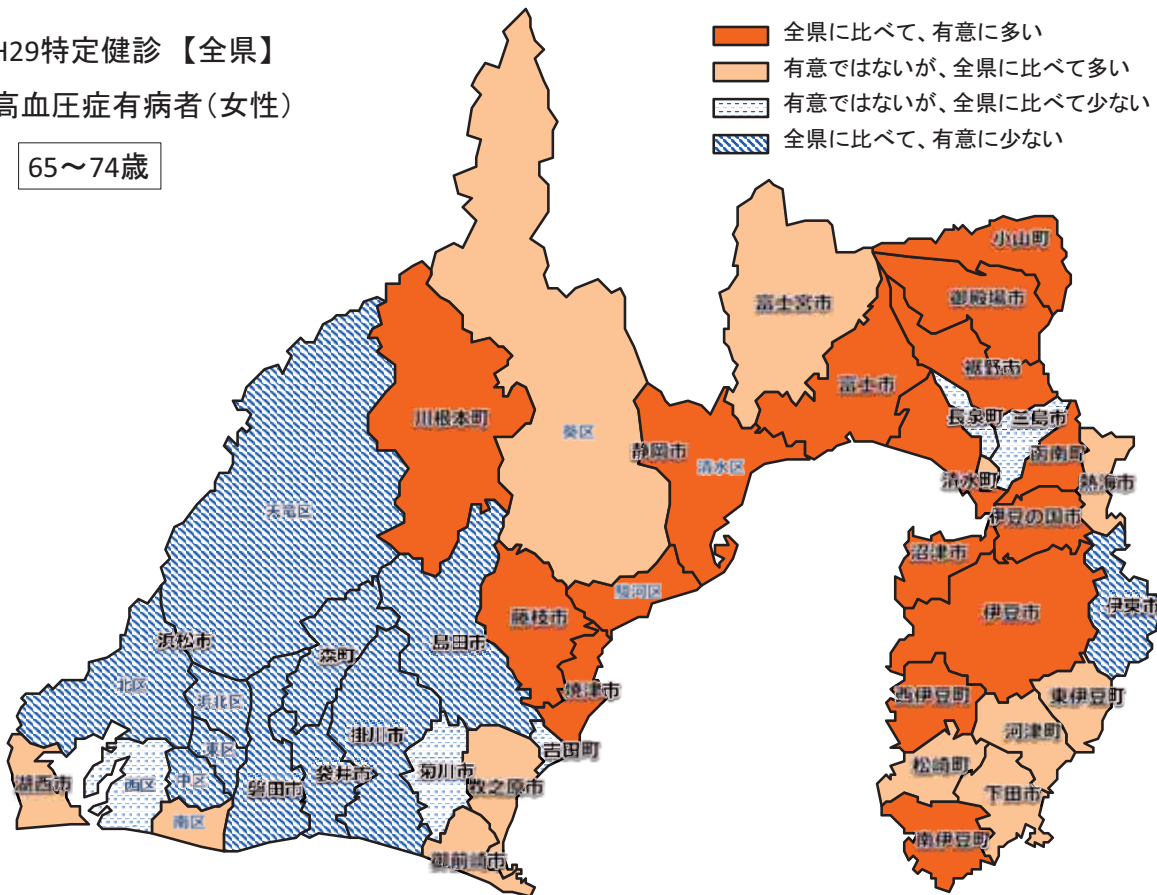 H29特定健診 【全県】
高血圧症有病者(女性)
65～74歳
全県に比べて、有意に多い
有意ではないが、全県に比べて多い
有意ではないが、全県に比べて少ない
全県に比べて、有意に少ない
小山町
御殿場市
富士宮市
裾野市
富士市
長泉町
三島市
川根本町
葵区
静岡市
清水区
函南町
清水町
熱海市
天竜区
伊豆の国市
沼津市
駿河区
藤枝市
伊豆市
伊東市
浜松市
島田市
森町
北区
浜北区
焼津市
西伊豆町
東伊豆町
掛川市
河津町
東区
吉田町
湖西市
西区
中区
磐田市
袋井市
菊川市
牧之原市
松崎町
下田市
南区
御前崎市
南伊豆町